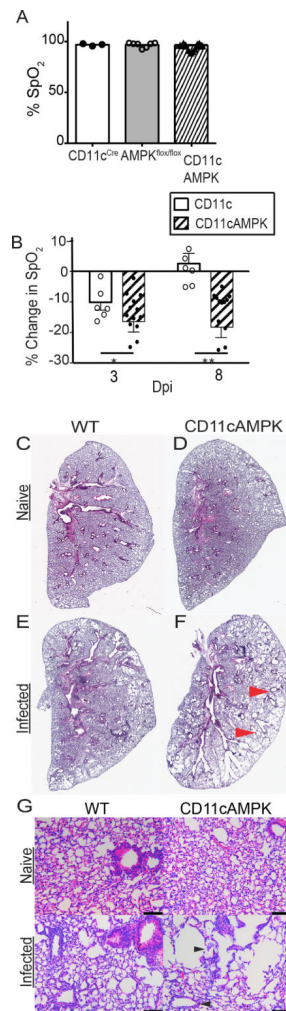 A
% SpO2
100
50
0
CD11cCre AMPKflox/flox CD11c
AMPK
CD11c
CD11cAMPK
B
% Change in SpO2
10
0
-10
-20
-30
* **
3 8
Dpi
WT CD11cAMPK
C D
Naive
E F
Infected
G
WT CD11cAMPK
Naive
Infected